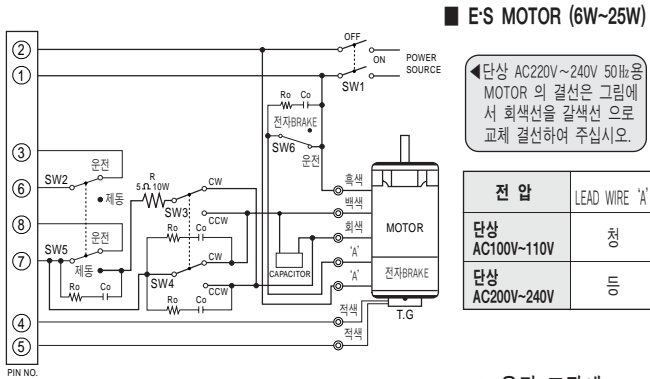 ■ E·S MOTOR (6W~25W)
OFF
ON
POWER
SOURCE
SW1
◀단상 AC220V~240V 50㎐용
MOTOR 의 결선은 그림에
서 회색선을 갈색선 으로
교체 결선하여 주십시오.
②
①
③
⑥
⑧
⑦
④
⑤
PIN NO.
Ro Co
전자BRAKE
SW6
운전
운전
SW2
제동
R
5Ω 10W
SW3
CW
CCW
운전
SW5
제동
Ro Co
Ro Co
CW
SW4
CCW
Ro Co
CAPACITOR
흑색
백색
회색
'A'
'A'
적색
적색
MOTOR
전자BRAKE
T.G
전 압 LEAD WIRE 'A'
단상
AC100V~110V 청
단상
AC200V~240V 등